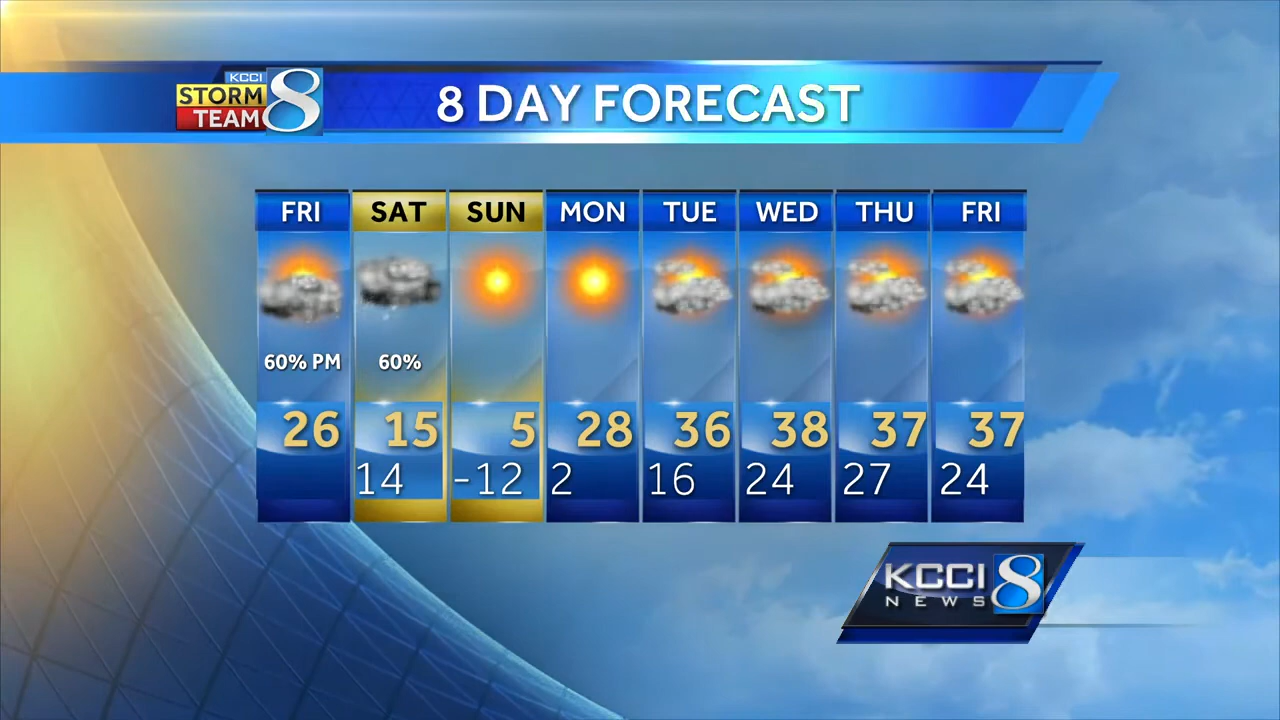 KCCI
STORM
TEAM 8
8 DAY FORECAST
FRI SAT SUN MON TUE WED THU FRI
60% PM 60%
26 15 5 28 36 38 37 37
14 -12 2 16 24 27 24
KCCI 8
NEWS